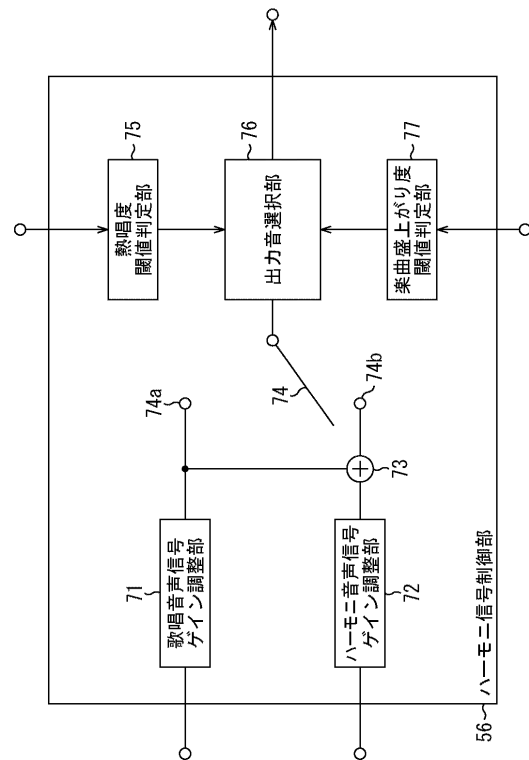 71
歌唱音声信号
ゲイン調整部
72
ハーモニ音声信号
ゲイン調整部
73
74a
74
74b
75
熱唱度
閾値判定部
76
出力音選択部
77
楽曲盛上がり度
閾値判定部
56
ハーモニ信号制御部